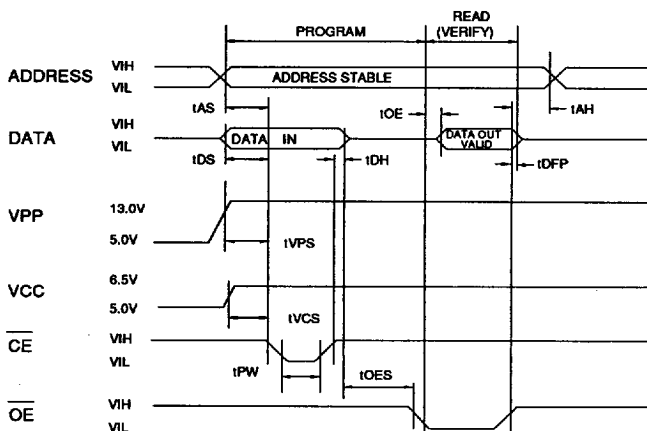 READ
PROGRAM (VERIFY)
ADDRESS VIH VIL ADDRESS STABLE
tAS tOE tAH
DATA VIH VIL DATA IN DATA OUT VALID
tDS tDH tDFP
VPP 13.0V 5.0V
tVPS
VCC 6.5V 5.0V
tVCS
CE VIH VIL
tPW tOES
OE VIH VIL